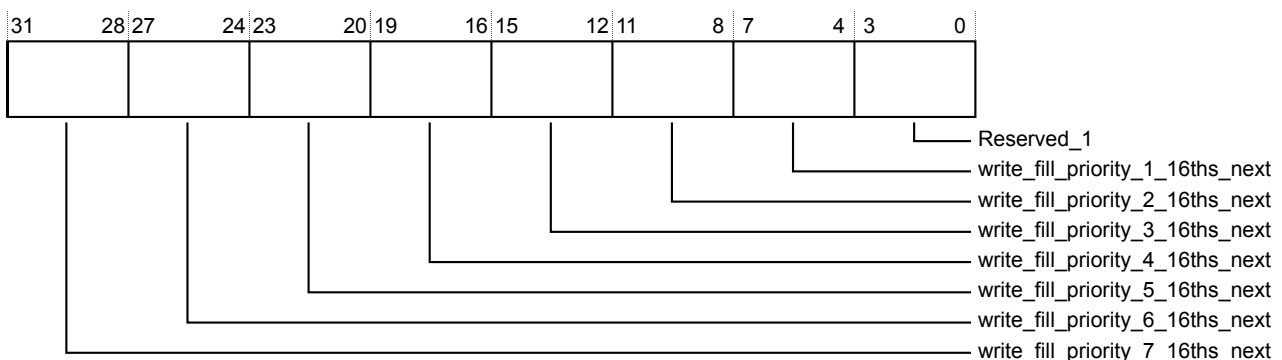 31 28 27 24 23 20 19 16 15 12 11 8 7 4 3 0
Reserved_1
write_fill_priority_1_16ths_next
write_fill_priority_2_16ths_next
write_fill_priority_3_16ths_next
write_fill_priority_4_16ths_next
write_fill_priority_5_16ths_next
write_fill_priority_6_16ths_next
write_fill_priority_7_16ths_next